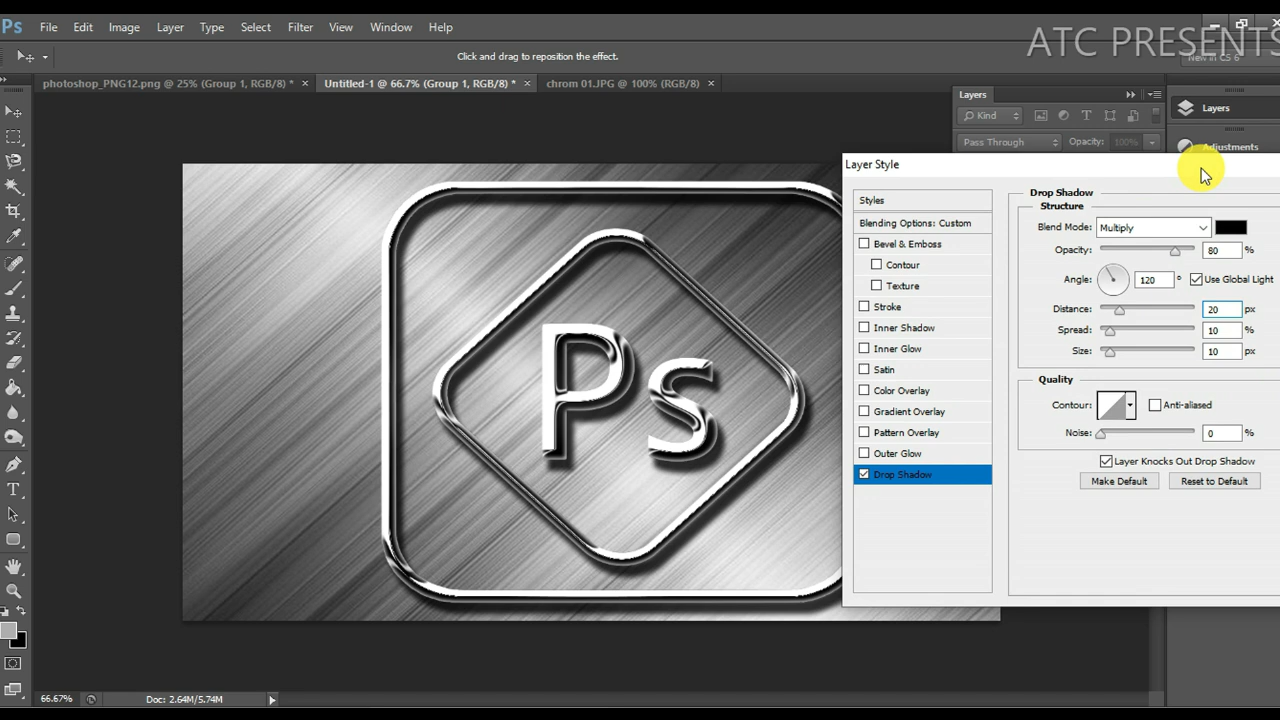 Ps File Edit Image Layer Type Select Filter View Window Help
ATC PRESENTS
Click and drag to reposition the effect.
New in CS 6
photoshop_PNG12.png @ 25% (Group 1, RGB/8) * × Untitled-1 @ 66.7% (Group 1, RGB/8) * × chrom 01.JPG @ 100% (RGB/8) ×
Layers
Layers
Kind
Pass Through Opacity: 100%
Adjustments
Layer Style
Styles
Blending Options: Custom
Bevel & Emboss
Contour
Texture
Stroke
Inner Shadow
Inner Glow
Satin
Color Overlay
Gradient Overlay
Pattern Overlay
Outer Glow
Drop Shadow
Drop Shadow
Structure
Blend Mode: Multiply
Opacity: 80 %
Angle: 120 ° Use Global Light
Distance: 20 px
Spread: 10 %
Size: 10 px
Quality
Contour: Anti-aliased
Noise: 0 %
Layer Knocks Out Drop Shadow
Make Default Reset to Default
Ps
66.67% Doc: 2.64M/5.74M